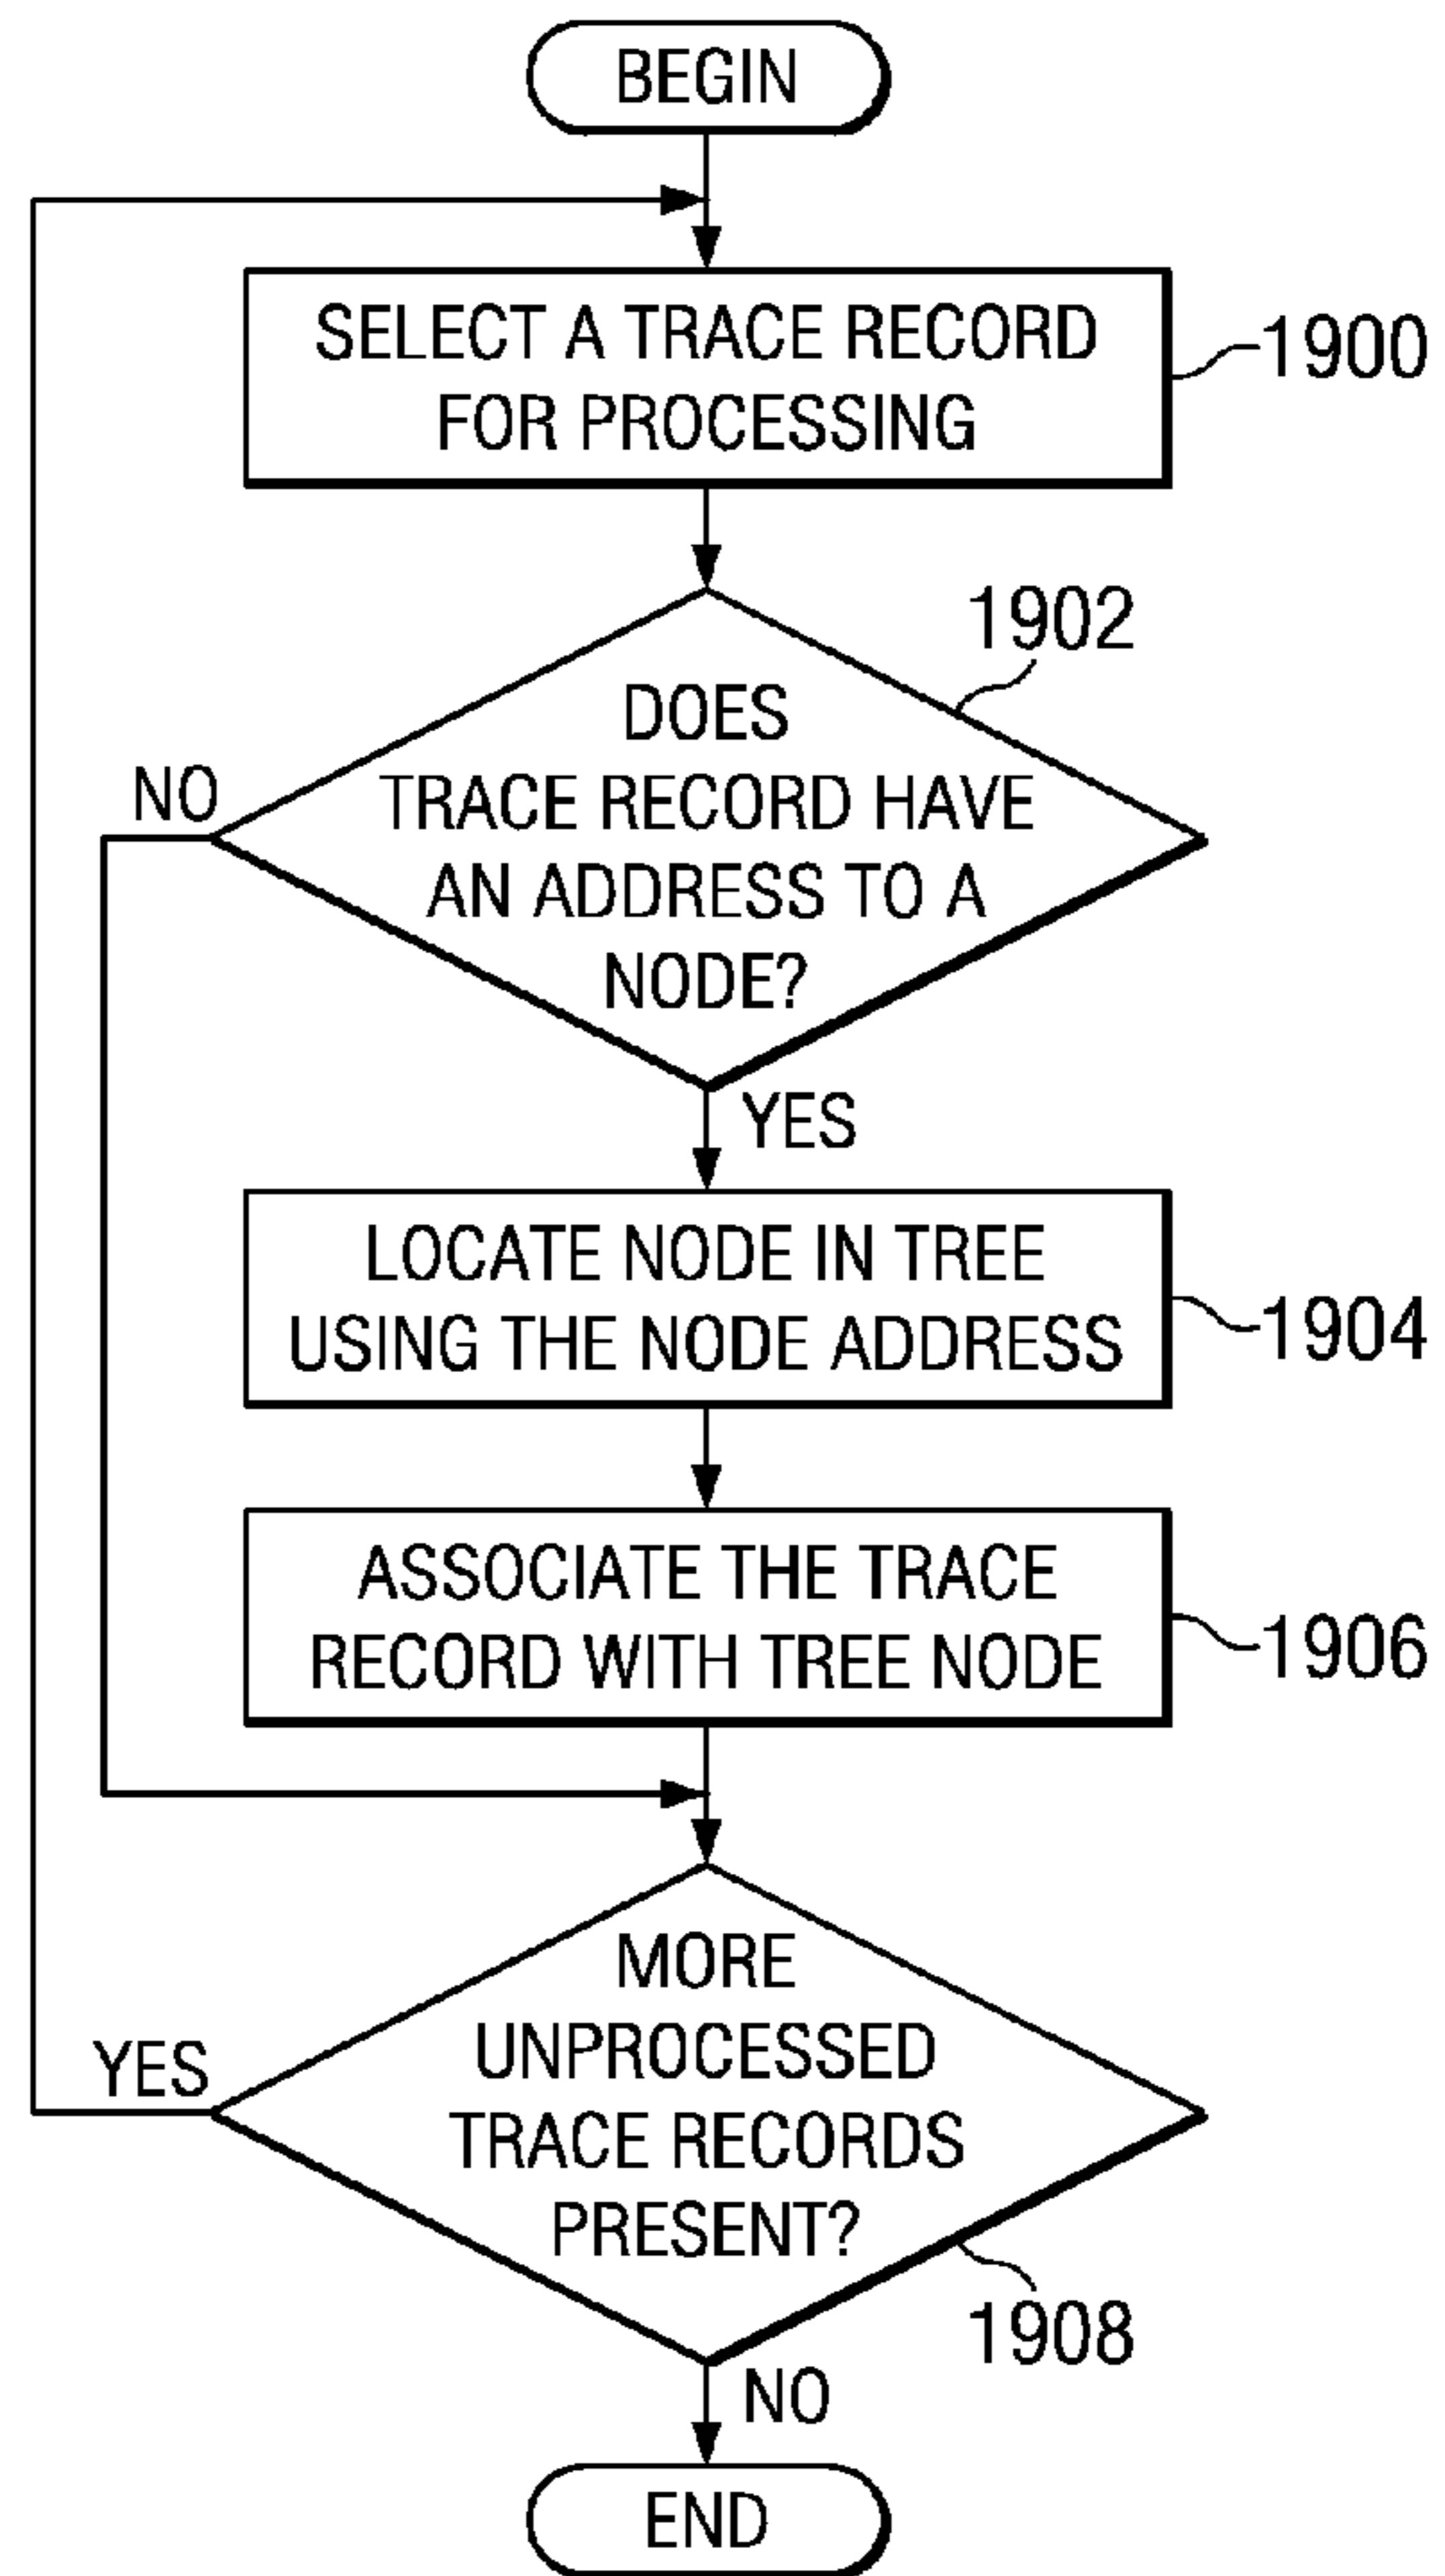 BEGIN
SELECT A TRACE RECORD
FOR PROCESSING
1900
1902
DOES
TRACE RECORD HAVE
AN ADDRESS TO A
NODE?
NO
YES
LOCATE NODE IN TREE
USING THE NODE ADDRESS
1904
ASSOCIATE THE TRACE
RECORD WITH TREE NODE
1906
MORE
UNPROCESSED
TRACE RECORDS
PRESENT?
YES
1908
NO
END